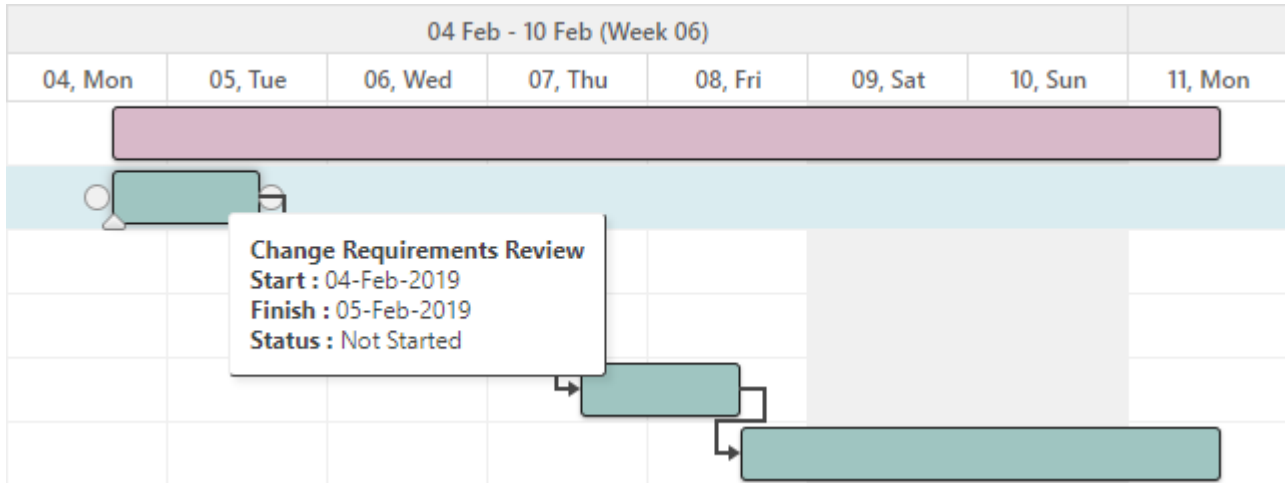 04 Feb - 10 Feb (Week 06)
04, Mon 05, Tue 06, Wed 07, Thu 08, Fri 09, Sat 10, Sun 11, Mon
Change Requirements Review
Start : 04-Feb-2019
Finish : 05-Feb-2019
Status : Not Started